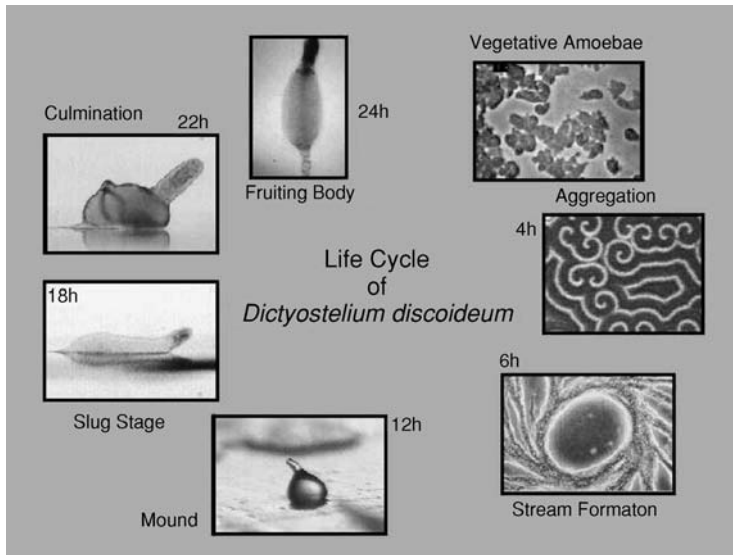 Vegetative Amoebae
Aggregation
4h
6h
Stream Formaton
12h
Mound
18h
Slug Stage
Culmination
22h
24h
Fruiting Body
Life Cycle
of
Dictyostelium discoideum